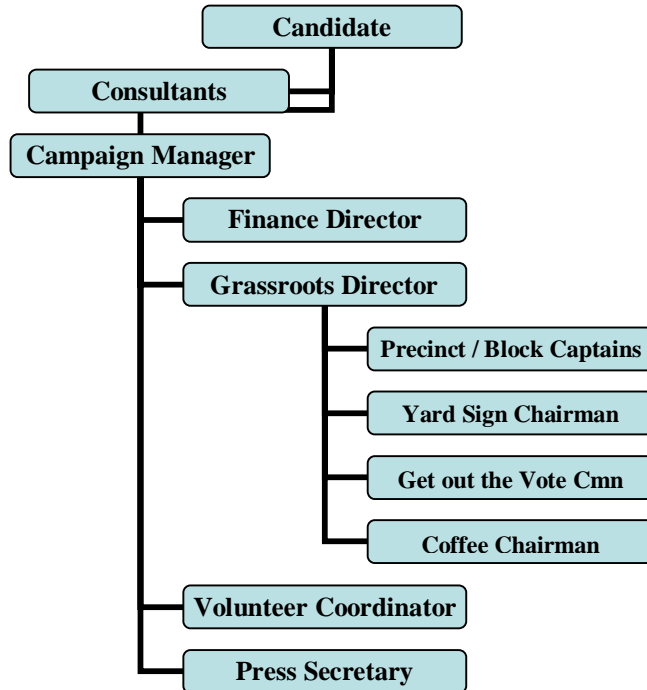 Candidate
Consultants
Campaign Manager
Finance Director
Grassroots Director
Precinct / Block Captains
Yard Sign Chairman
Get out the Vote Cmn
Coffee Chairman
Volunteer Coordinator
Press Secretary